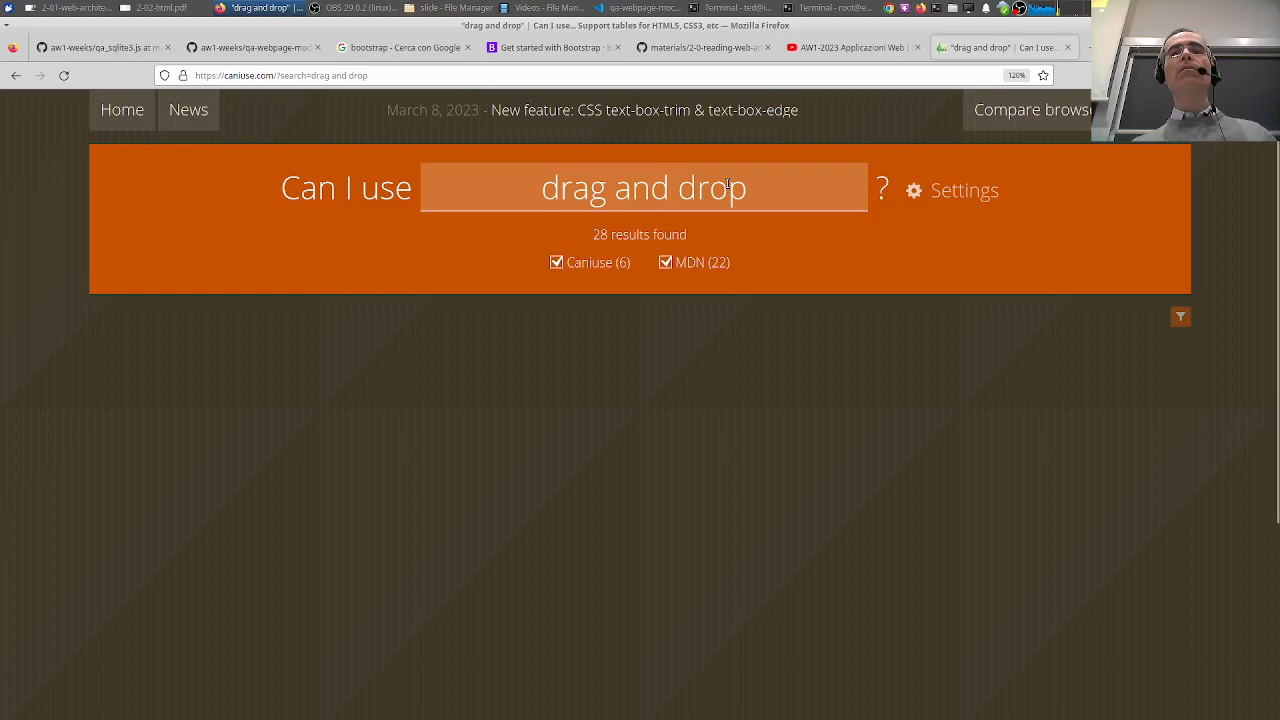 2-01-web-archite...
2-02-html.pdf
"drag and drop" | C...
OBS 29.0.2 (linux)...
slide - File Manager
Videos - File Man...
qa-webpage-moc...
Terminal - ted@i...
Terminal - root@e...
"drag and drop" | Can I use... Support tables for HTML5, CSS3, etc — Mozilla Firefox
aw1-weeks/qa_sqlite3.js at m
aw1-weeks/qa-webpage-mod
bootstrap - Cerca con Google
Get started with Bootstrap · B
materials/2-0-reading-web-ar
AW1-2023 Applicazioni Web I
"drag and drop" | Can I use...
https://caniuse.com/?search=drag and drop
120%
Home
News
March 8, 2023 - New feature: CSS text-box-trim & text-box-edge
Compare brows
Can I use drag and drop ? Settings
28 results found
Caniuse (6) MDN (22)